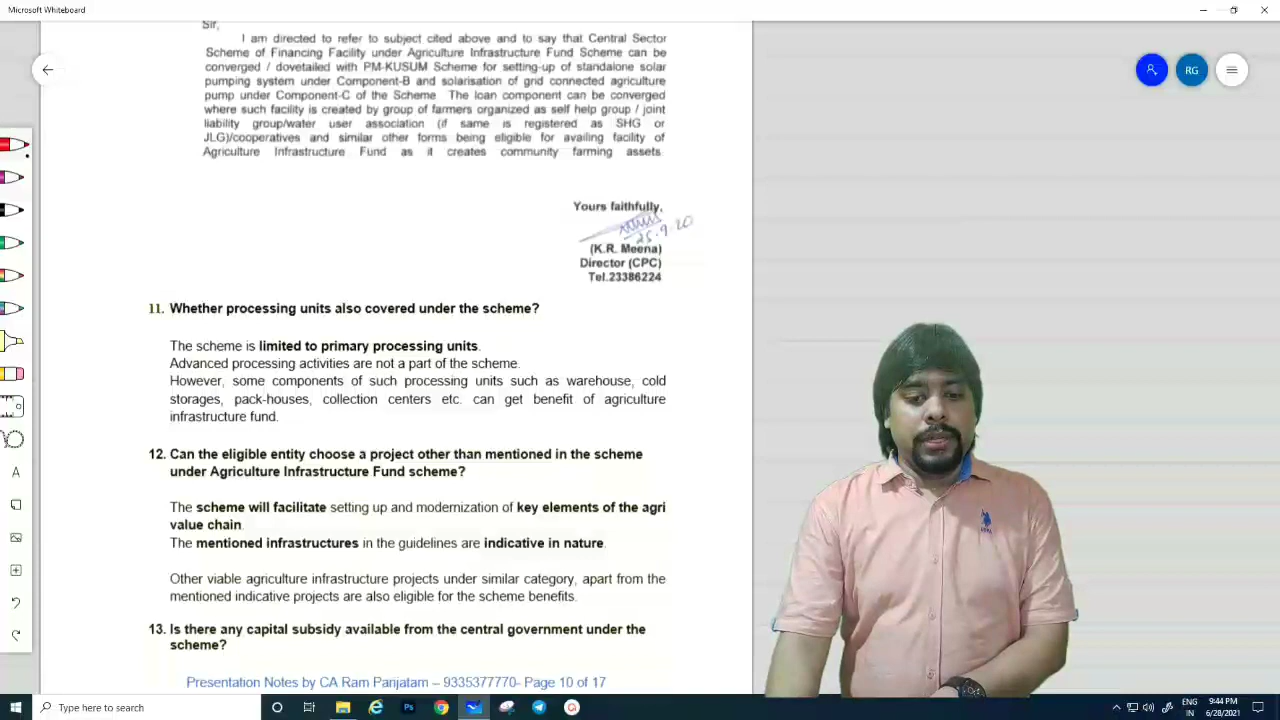 Microsoft Whiteboard
Sir,
I am directed to refer to subject cited above and to say that Central Sector
Scheme of Financing Facility under Agriculture Infrastructure Fund Scheme can be
converged / dovetailed with PM-KUSUM Scheme for setting-up of standalone solar
pumping system under Component-B and solarisation of grid connected agriculture
pump under Component-C of the Scheme. The loan component can be converged
where such facility is created by group of farmers organized as self help group / joint
liability group/water user association (if same is registered as SHG or
JLG)/cooperatives and similar other forms being eligible for availing facility of
Agriculture Infrastructure Fund as it creates community farming assets.
RG
Yours faithfully,
25.9.20
(K.R. Meena)
Director (CPC)
Tel.23386224
11. Whether processing units also covered under the scheme?
The scheme is limited to primary processing units.
Advanced processing activities are not a part of the scheme.
However, some components of such processing units such as warehouse, cold
storages, pack-houses, collection centers etc. can get benefit of agriculture
infrastructure fund.
12. Can the eligible entity choose a project other than mentioned in the scheme
under Agriculture Infrastructure Fund scheme?
The scheme will facilitate setting up and modernization of key elements of the agri
value chain.
The mentioned infrastructures in the guidelines are indicative in nature.
Other viable agriculture infrastructure projects under similar category, apart from the
mentioned indicative projects are also eligible for the scheme benefits.
13. Is there any capital subsidy available from the central government under the
scheme?
Presentation Notes by CA Ram Parijatam – 9335377770- Page 10 of 17
Type here to search
ENG
IN
9:44 PM
6/28/2021